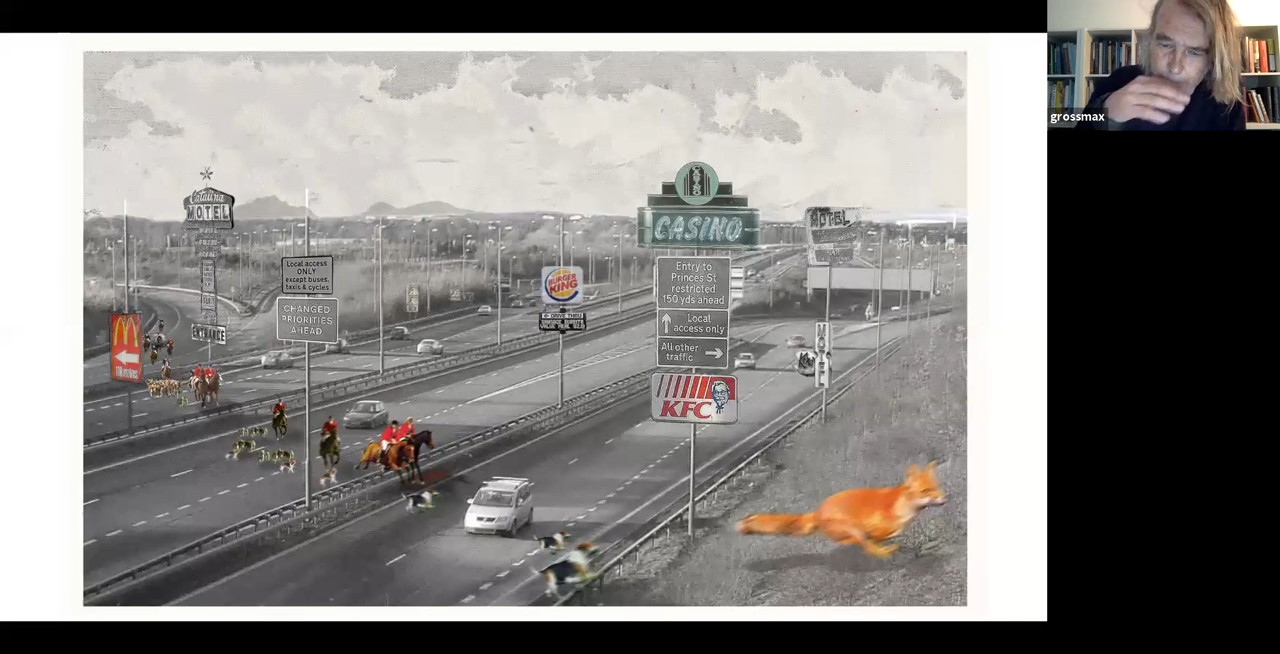 grossmax
Catalina
MOTEL
ENTRANCE
Local access
ONLY
except buses,
taxis & cycles
CHANGED
PRIORITIES
AHEAD
BURGER
KING
CASINO
Entry to
Princes St
restricted
150 yds ahead
Local
access only
All other
traffic
KFC
MOTEL